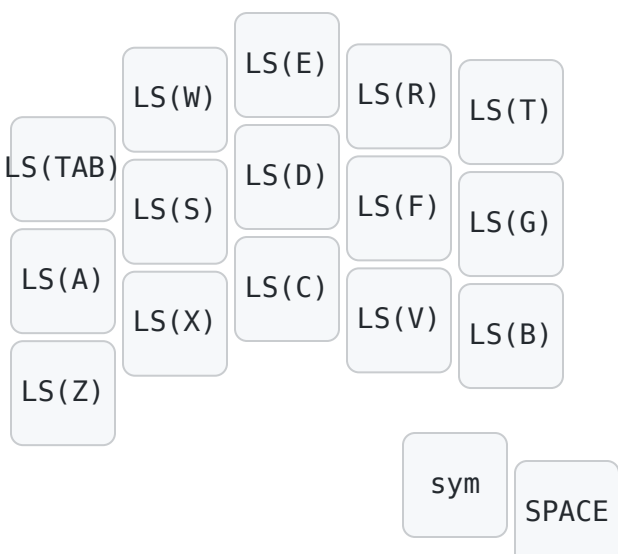 LS(TAB) LS(W) LS(E) LS(R) LS(T)
LS(A) LS(S) LS(D) LS(F) LS(G)
LS(Z) LS(X) LS(C) LS(V) LS(B)
sym SPACE